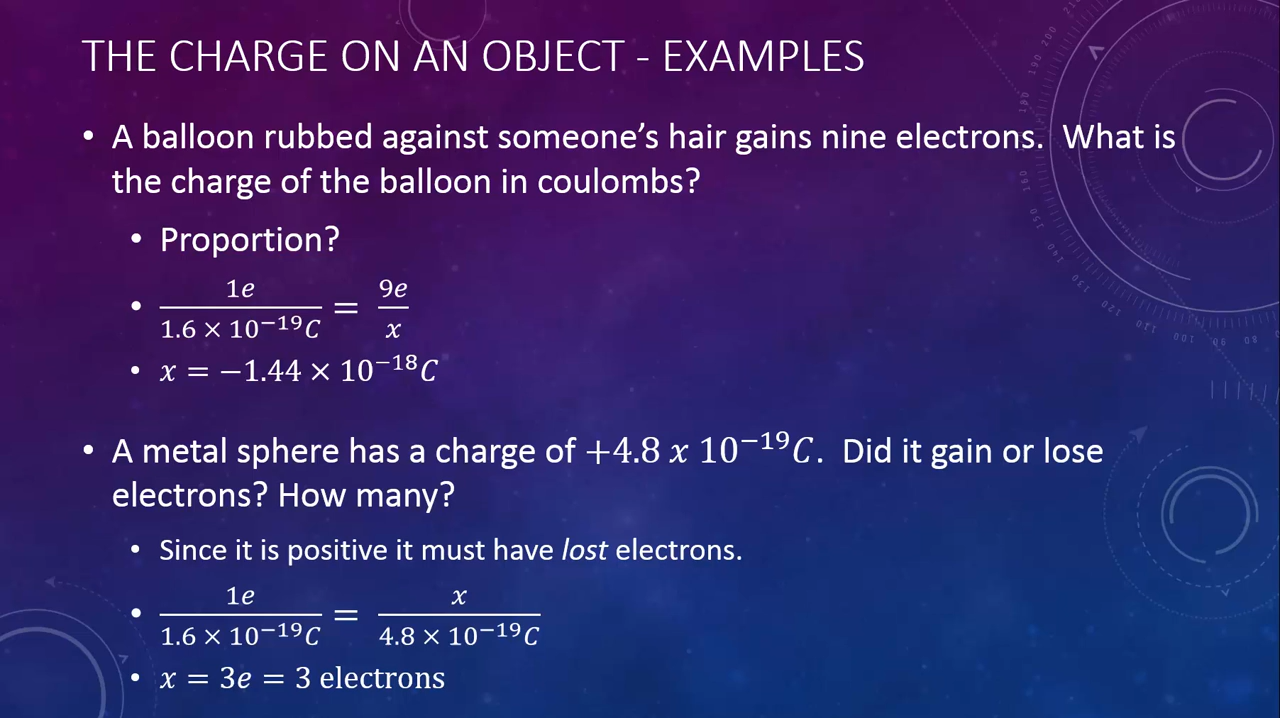 THE CHARGE ON AN OBJECT - EXAMPLES
• A balloon rubbed against someone’s hair gains nine electrons.  What is
the charge of the balloon in coulombs?
• Proportion?
• 1e / 1.6 × 10⁻¹⁹C = 9e / x
• x = −1.44 × 10⁻¹⁸C
• A metal sphere has a charge of +4.8 x 10⁻¹⁹C.  Did it gain or lose
electrons? How many?
• Since it is positive it must have lost electrons.
• 1e / 1.6 × 10⁻¹⁹C = x / 4.8 × 10⁻¹⁹C
• x = 3e = 3 electrons